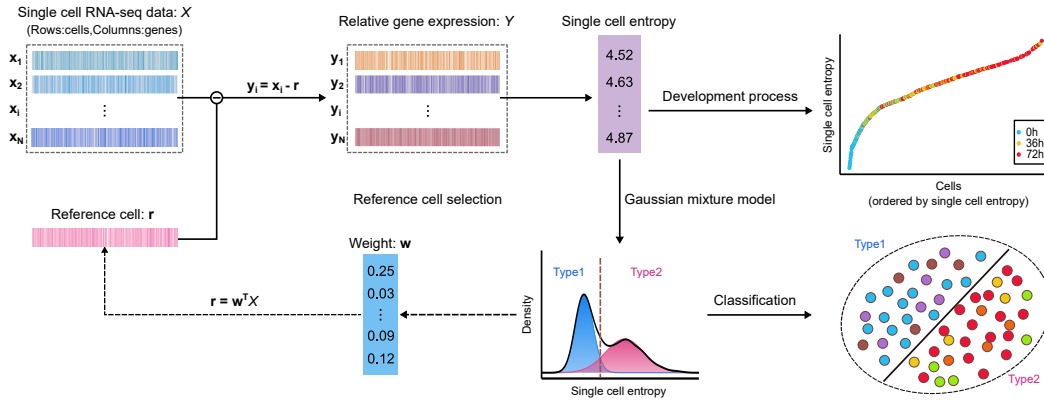 Single cell RNA-seq data: X
(Rows:cells,Columns:genes)
x1
x2
xi
⋮
xN
yi = xi - r
Relative gene expression: Y
y1
y2
yi
⋮
yN
Single cell entropy
4.52
4.63
⋮
4.87
Development process
Single cell entropy
0h
36h
72h
Cells
(ordered by single cell entropy)
Reference cell: r
Reference cell selection
Gaussian mixture model
Weight: w
0.25
0.03
⋮
0.09
0.12
r = wTX
Type1
Type2
Density
Single cell entropy
Classification
Type1
Type2